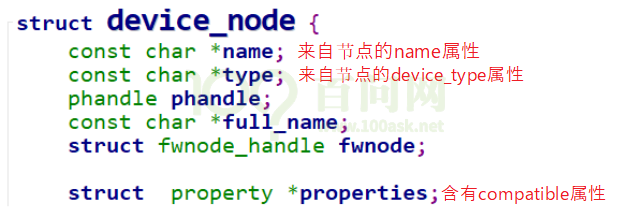 struct device_node {
const char *name; 来自节点的name属性
const char *type; 来自节点的device_type属性
phandle phandle;
const char *full_name;
struct fwnode_handle fwnode;
struct property *properties;含有compatible属性
百问网
www.100ask.net